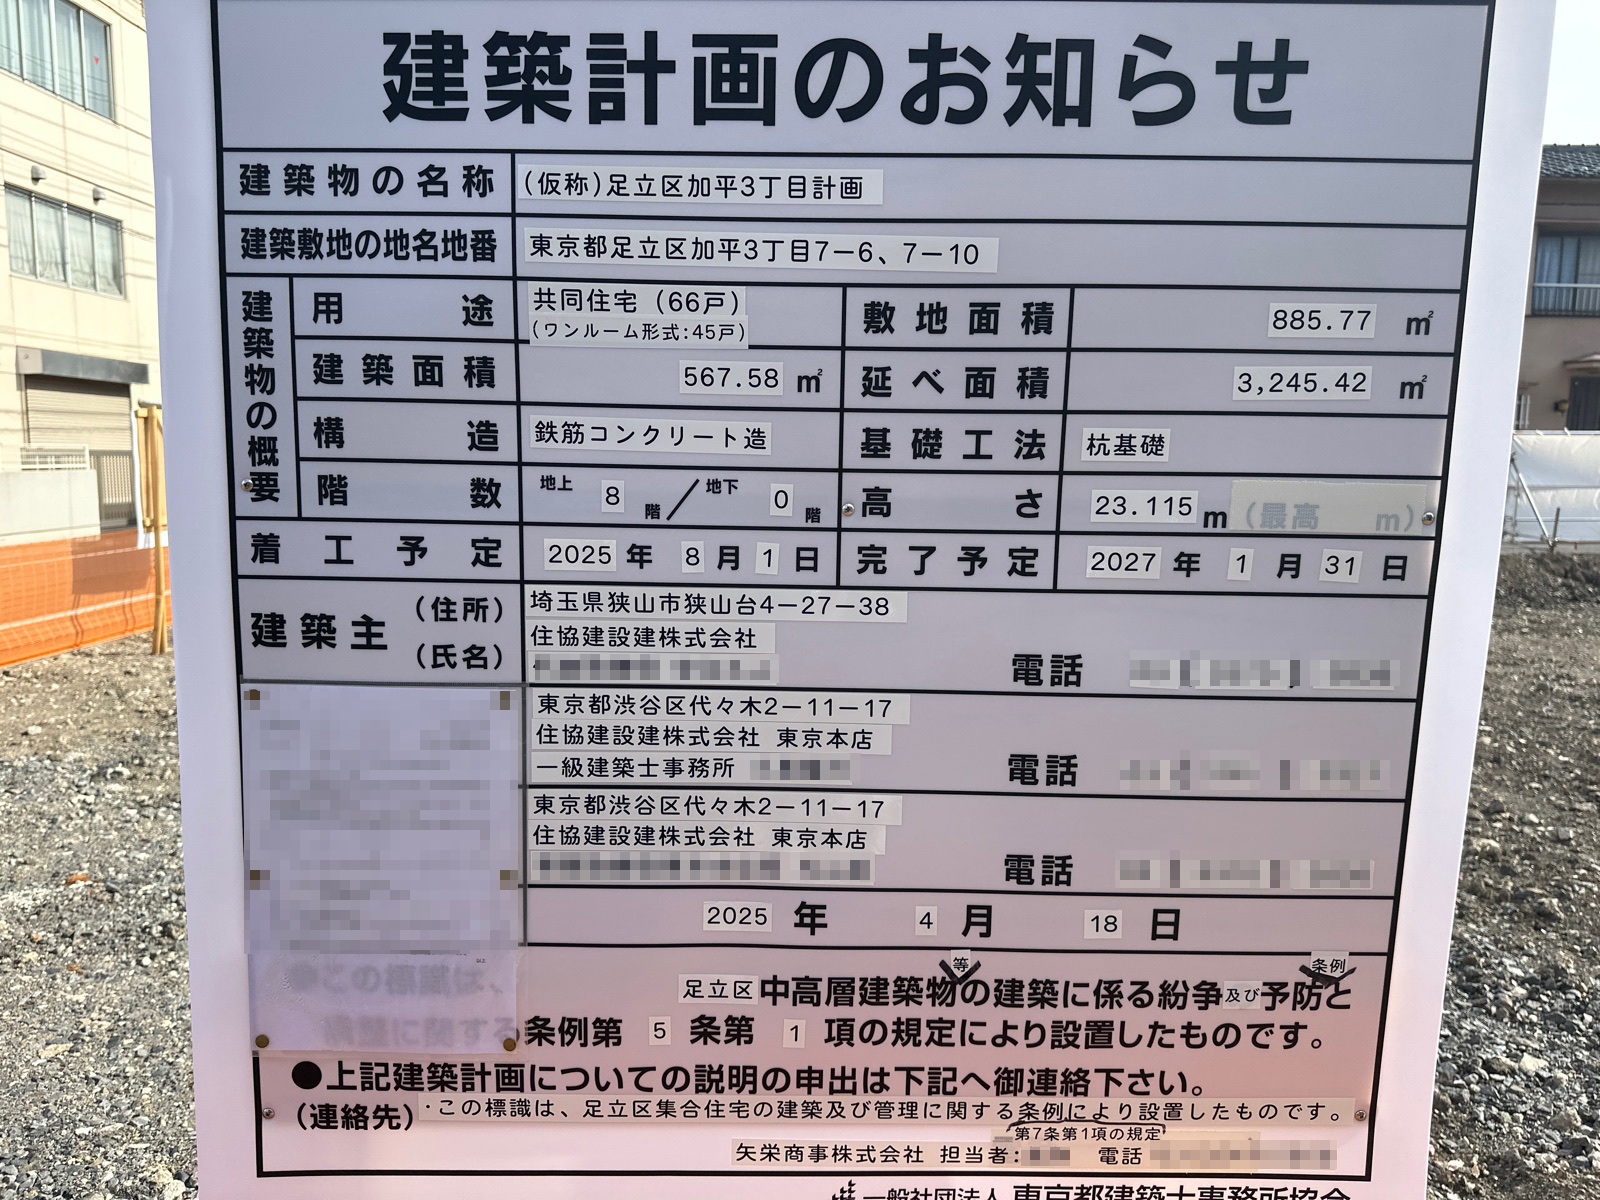 建築計画のお知らせ
建築物の名称 (仮称)足立区加平3丁目計画
建築敷地の地名地番 東京都足立区加平3丁目7−6、7−10
建築物の概要
用途 共同住宅（66戸）
（ワンルーム形式:45戸）
敷地面積 885.77 ㎡
建築面積 567.58 ㎡
延べ面積 3,245.42 ㎡
構造 鉄筋コンクリート造
基礎工法 杭基礎
階数 地上 8 階／地下 0 階
高さ 23.115 m（最高 m）
着工予定 2025 年 8 月 1 日
完了予定 2027 年 1 月 31 日
建築主（住所）
（氏名）
埼玉県狭山市狭山台4−27−38
住協建設建株式会社
電話
東京都渋谷区代々木2−11−17
住協建設建株式会社 東京本店
一級建築士事務所
電話
東京都渋谷区代々木2−11−17
住協建設建株式会社 東京本店
電話
2025 年 4 月 18 日
この標識は、
足立区中高層建築物等の建築に係る紛争及び予防と条例
構築に関する条例第 5 条第 1 項の規定により設置したものです。
●上記建築計画についての説明の申出は下記へ御連絡下さい。
（連絡先）・この標識は、足立区集合住宅の建築及び管理に関する条例により設置したものです。
第7条第1項の規定
矢栄商事株式会社 担当者: 電話
一般社団法人 東京都建築士事務所協会